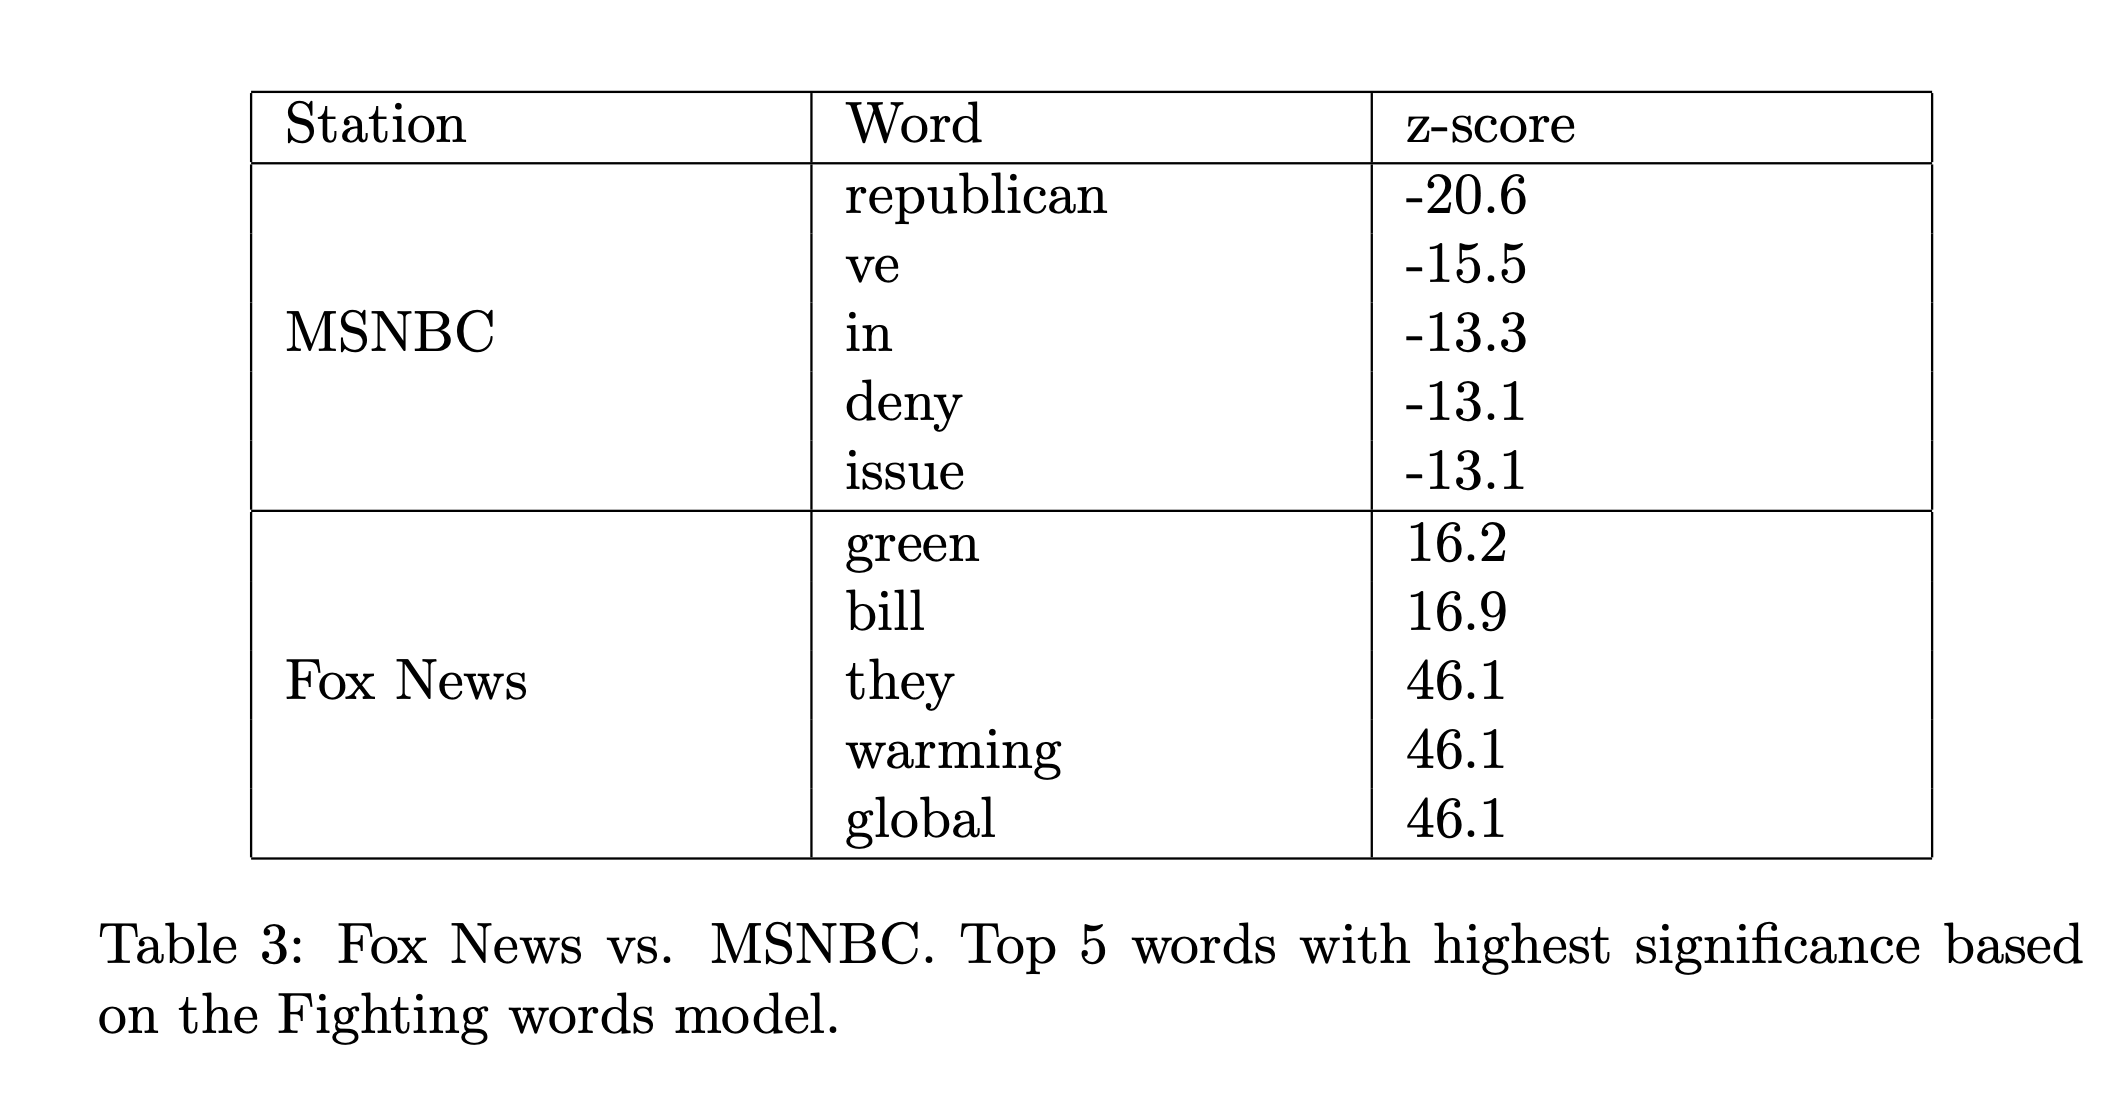 Station Word z-score
republican -20.6
ve -15.5
MSNBC in -13.3
deny -13.1
issue -13.1
green 16.2
bill 16.9
Fox News they 46.1
warming 46.1
global 46.1
Table 3: Fox News vs. MSNBC. Top 5 words with highest significance based
on the Fighting words model.